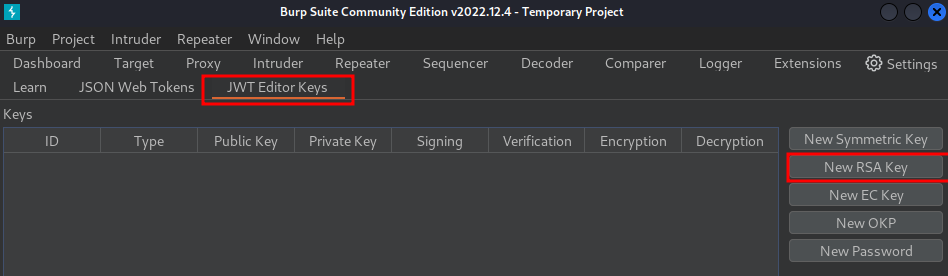 Burp Suite Community Edition v2022.12.4 - Temporary Project
Burp Project Intruder Repeater Window Help
Dashboard Target Proxy Intruder Repeater Sequencer Decoder Comparer Logger Extensions Settings
Learn JSON Web Tokens JWT Editor Keys
Keys
ID Type Public Key Private Key Signing Verification Encryption Decryption
New Symmetric Key
New RSA Key
New EC Key
New OKP
New Password